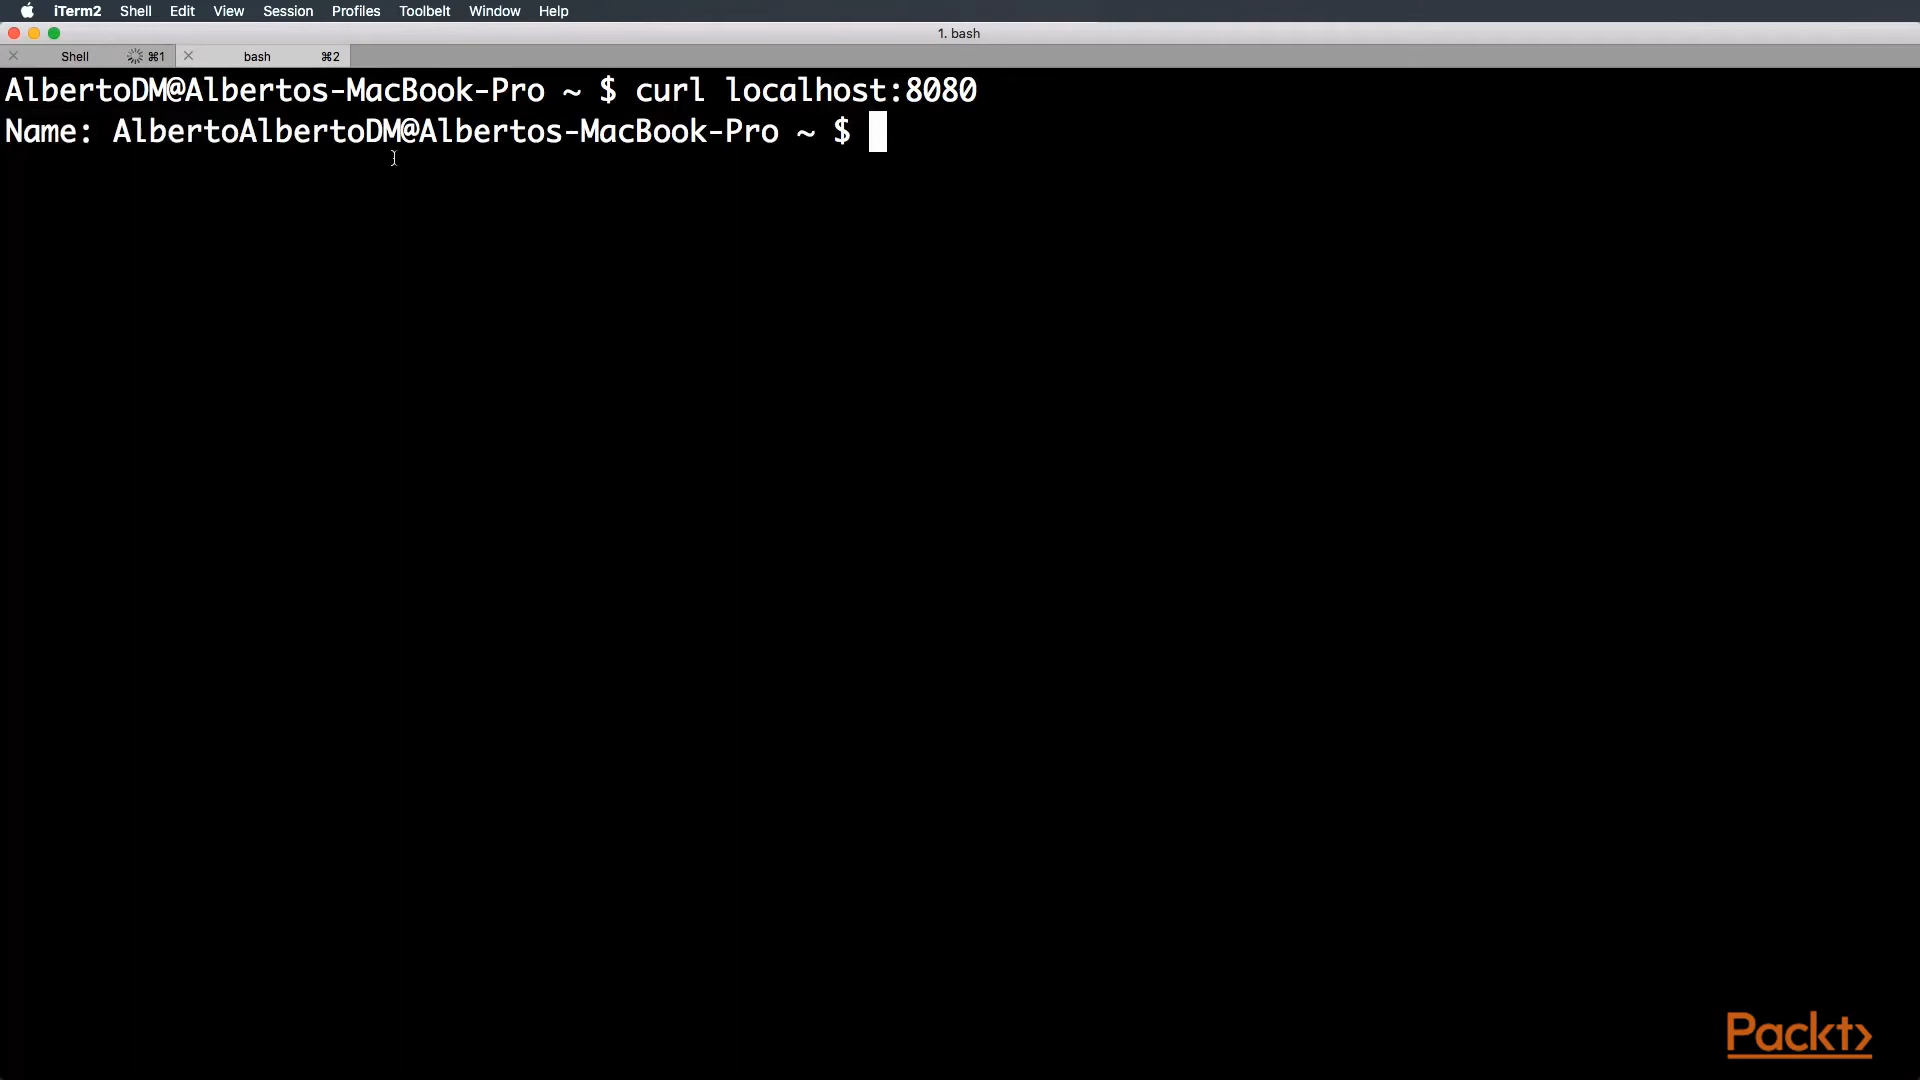 iTerm2 Shell Edit View Session Profiles Toolbelt Window Help
1. bash
Shell ⌘1 bash ⌘2
AlbertoDM@Albertos-MacBook-Pro ~ $ curl localhost:8080
Name: AlbertoAlbertoDM@Albertos-MacBook-Pro ~ $
Packt>